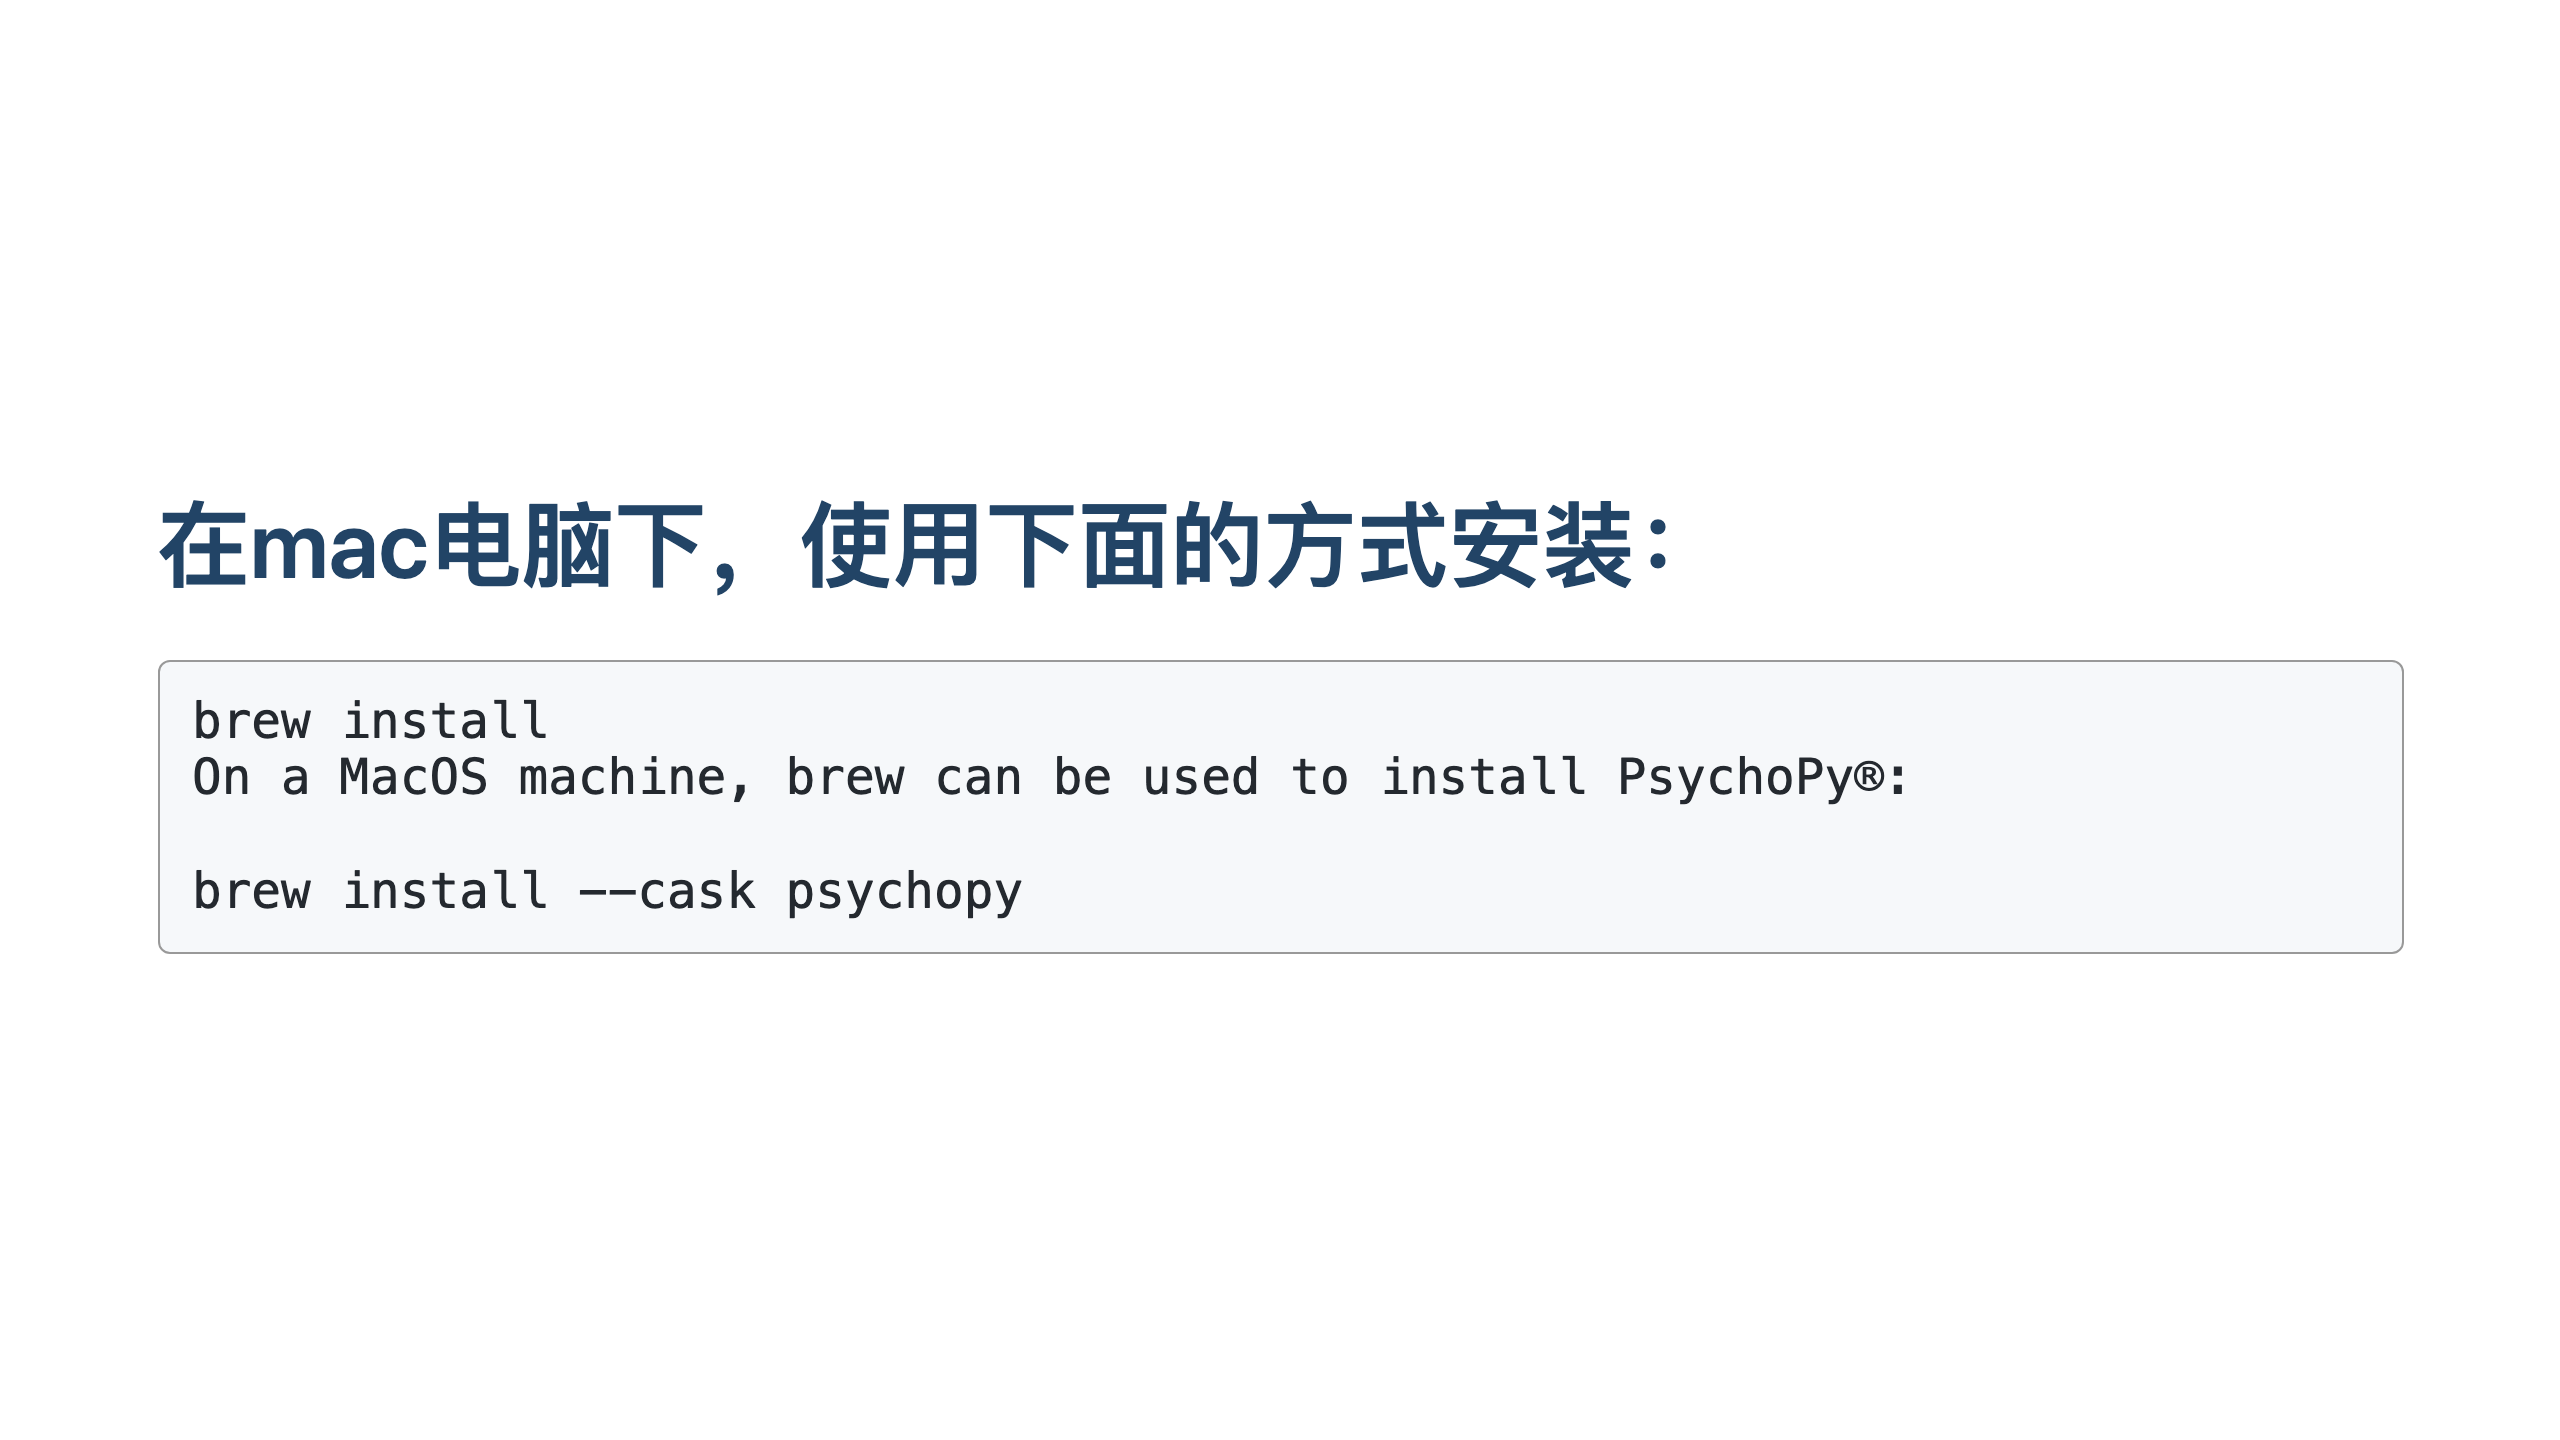 在mac电脑下，使用下面的方式安装：
brew install
On a MacOS machine, brew can be used to install PsychoPy®:
brew install --cask psychopy